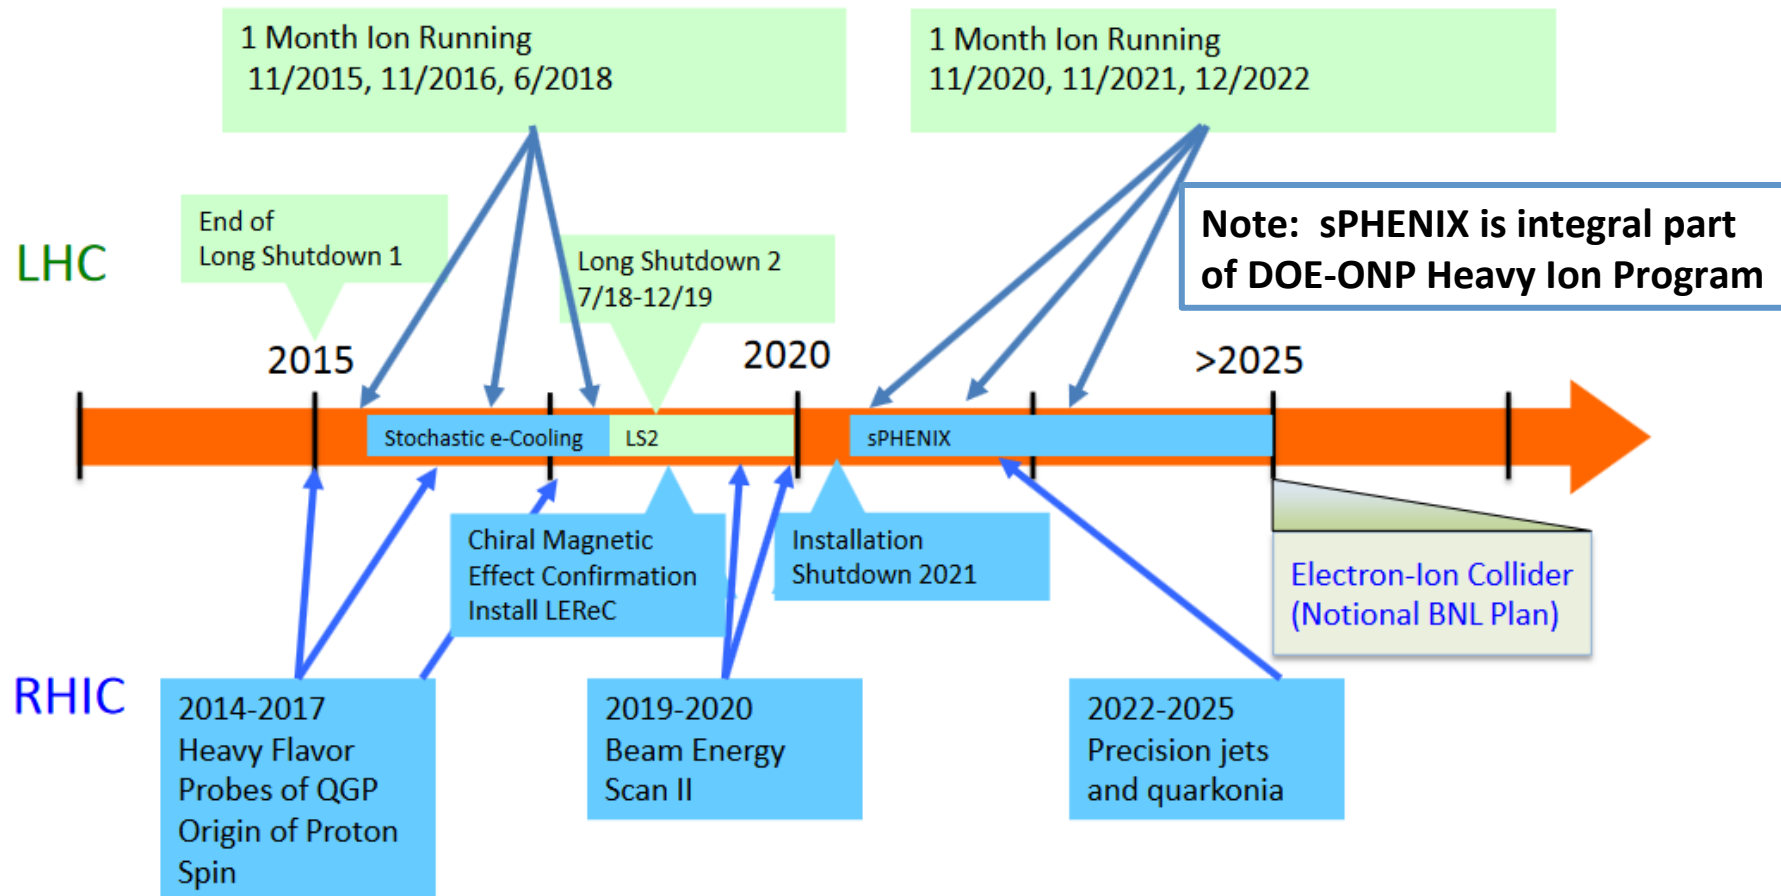 1 Month Ion Running
11/2015, 11/2016, 6/2018
1 Month Ion Running
11/2020, 11/2021, 12/2022
End of
Long Shutdown 1
LHC
Long Shutdown 2
7/18-12/19
Note: sPHENIX is integral part
of DOE-ONP Heavy Ion Program
2015
2020
>2025
Stochastic e-Cooling
LS2
sPHENIX
Chiral Magnetic
Effect Confirmation
Install LEReC
Installation
Shutdown 2021
Electron-Ion Collider
(Notional BNL Plan)
RHIC
2014-2017
Heavy Flavor
Probes of QGP
Origin of Proton
Spin
2019-2020
Beam Energy
Scan II
2022-2025
Precision jets
and quarkonia